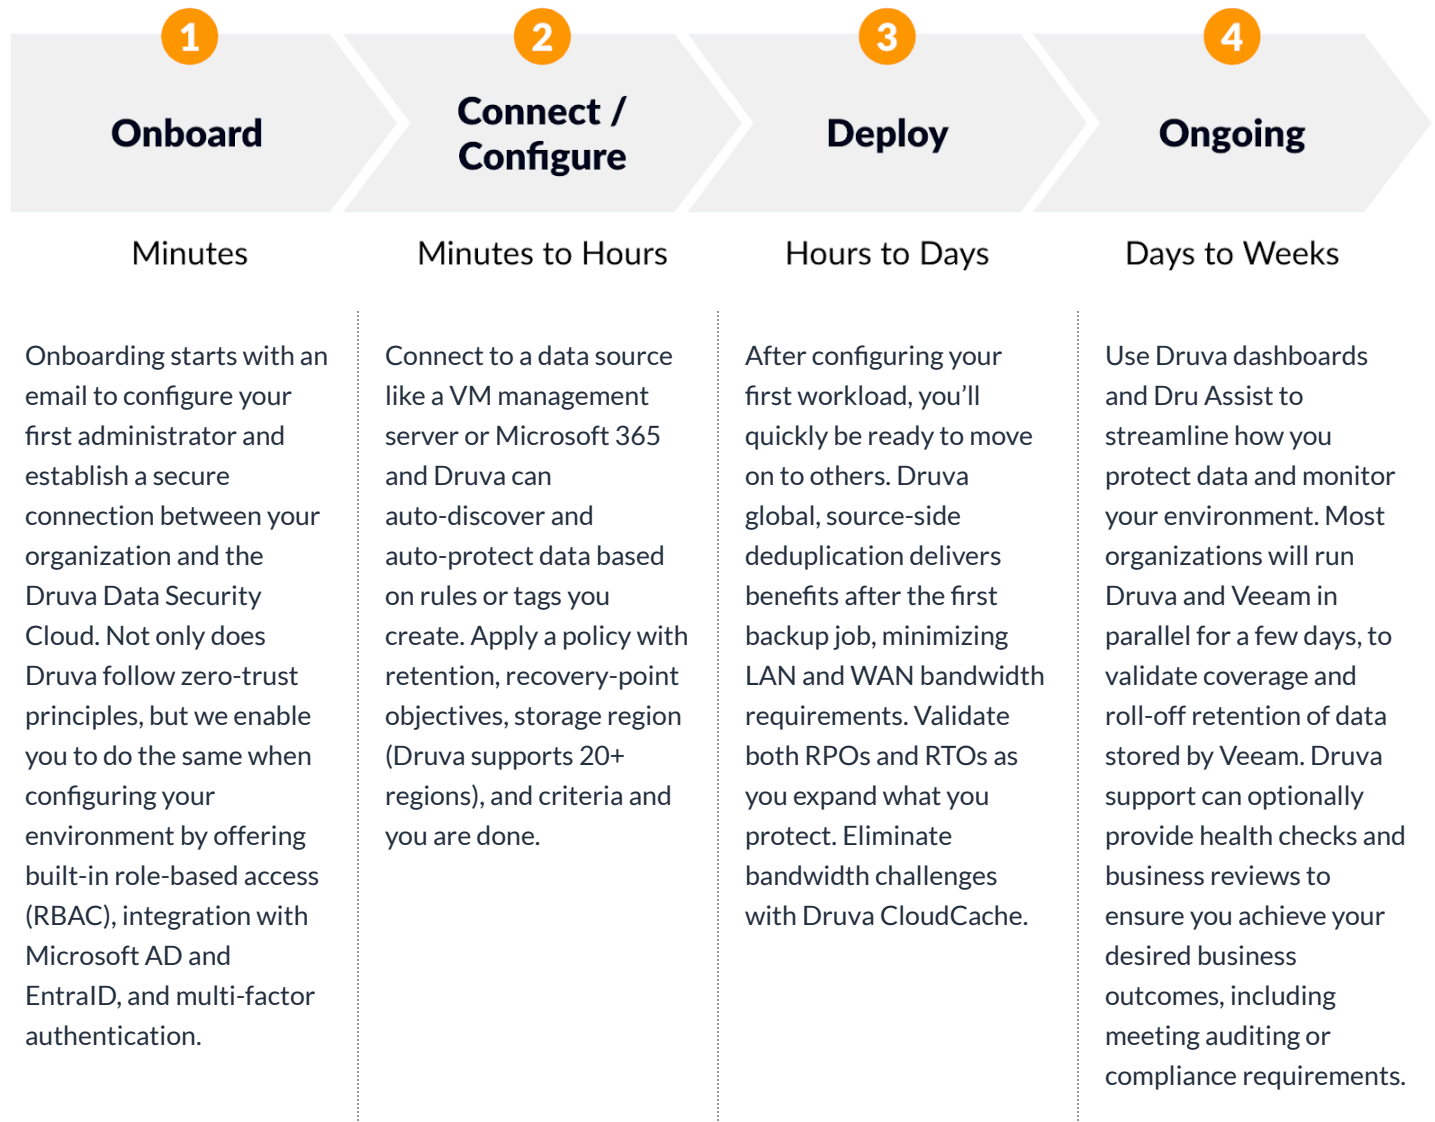 1
Onboard
Minutes
Onboarding starts with an
email to configure your
first administrator and
establish a secure
connection between your
organization and the
Druva Data Security
Cloud. Not only does
Druva follow zero-trust
principles, but we enable
you to do the same when
configuring your
environment by offering
built-in role-based access
(RBAC), integration with
Microsoft AD and
EntraID, and multi-factor
authentication.
2
Connect /
Configure
Minutes to Hours
Connect to a data source
like a VM management
server or Microsoft 365
and Druva can
auto-discover and
auto-protect data based
on rules or tags you
create. Apply a policy with
retention, recovery-point
objectives, storage region
(Druva supports 20+
regions), and criteria and
you are done.
3
Deploy
Hours to Days
After configuring your
first workload, you’ll
quickly be ready to move
on to others. Druva
global, source-side
deduplication delivers
benefits after the first
backup job, minimizing
LAN and WAN bandwidth
requirements. Validate
both RPOs and RTOs as
you expand what you
protect. Eliminate
bandwidth challenges
with Druva CloudCache.
4
Ongoing
Days to Weeks
Use Druva dashboards
and Dru Assist to
streamline how you
protect data and monitor
your environment. Most
organizations will run
Druva and Veeam in
parallel for a few days, to
validate coverage and
roll-off retention of data
stored by Veeam. Druva
support can optionally
provide health checks and
business reviews to
ensure you achieve your
desired business
outcomes, including
meeting auditing or
compliance requirements.